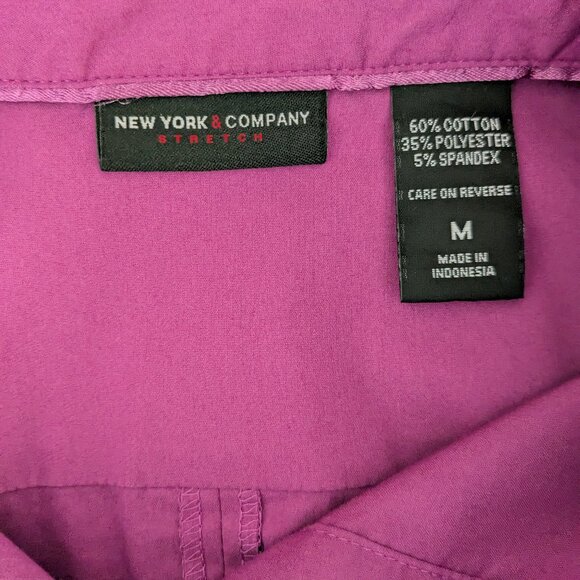 NEW YORK & COMPANY
STRETCH
60% COTTON
35% POLYESTER
5% SPANDEX
CARE ON REVERSE
M
MADE IN
INDONESIA